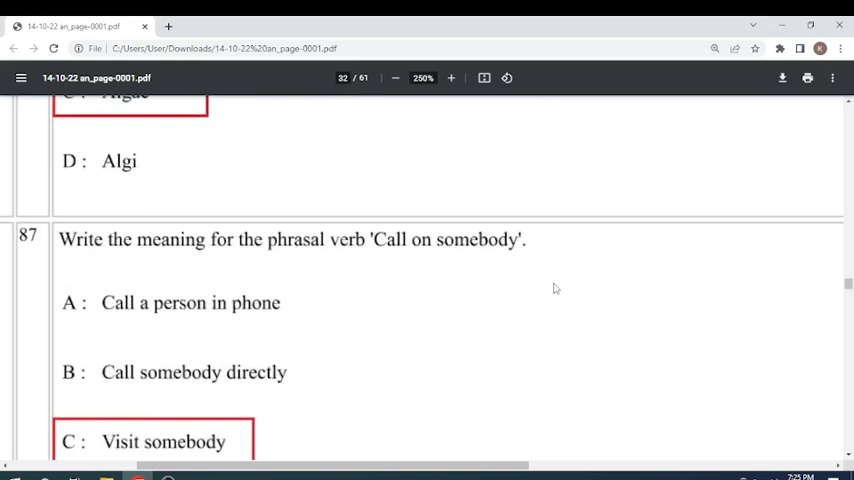 14-10-22 an_page-0001.pdf
File C:/Users/User/Downloads/14-10-22%20an_page-0001.pdf
K
14-10-22 an_page-0001.pdf
32 / 61
250%
C : Algae
D : Algi
87 Write the meaning for the phrasal verb 'Call on somebody'.
A : Call a person in phone
B : Call somebody directly
C : Visit somebody
7:25 PM